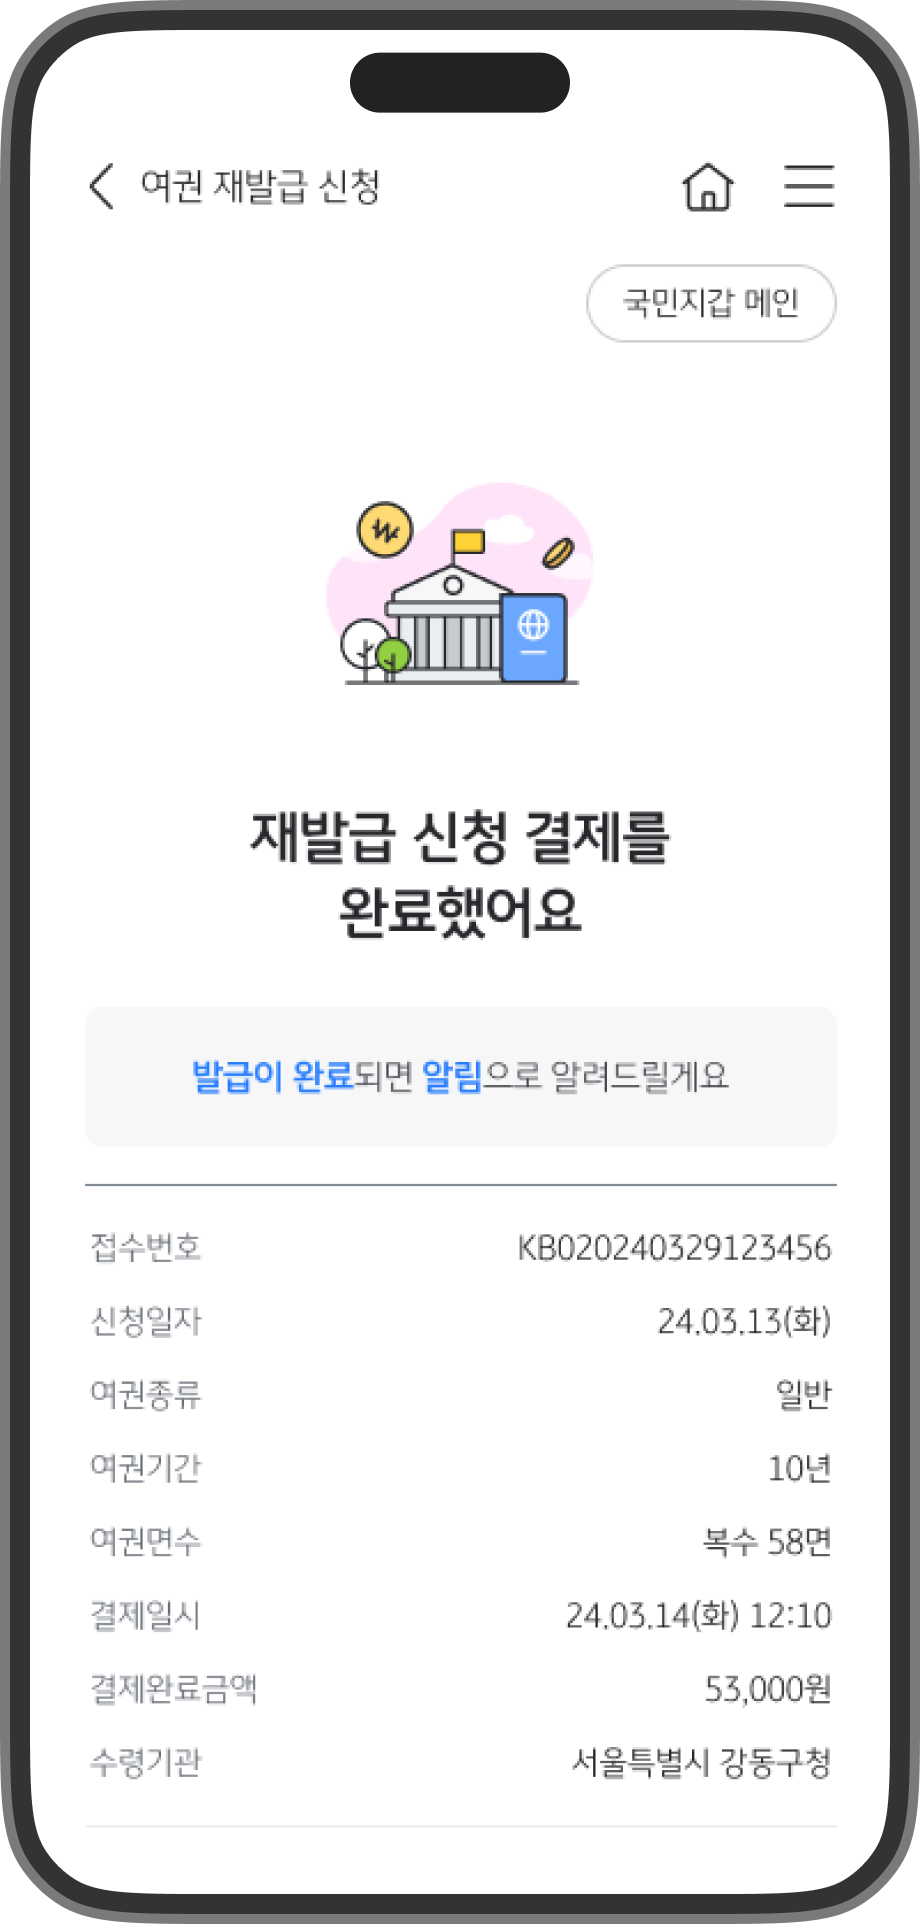 여권 재발급 신청
국민지갑 메인
재발급 신청 결제를
완료했어요
발급이 완료되면 알림으로 알려드릴게요
접수번호 KB020240329123456
신청일자 24.03.13(화)
여권종류 일반
여권기간 10년
여권면수 복수 58면
결제일시 24.03.14(화) 12:10
결제완료금액 53,000원
수령기관 서울특별시 강동구청